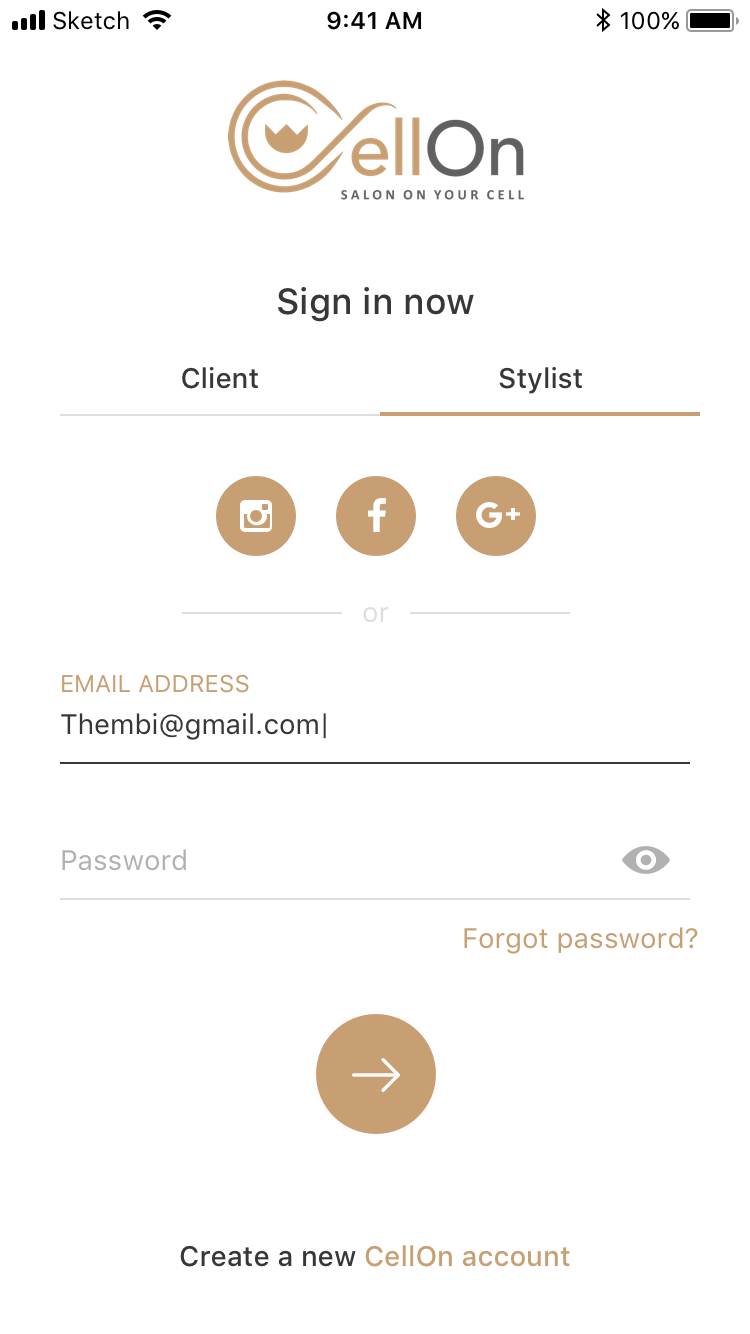 Sketch 9:41 AM 100%
CellOn
SALON ON YOUR CELL
Sign in now
Client Stylist
f G+
or
EMAIL ADDRESS
Thembi@gmail.com|
Password
Forgot password?
Create a new CellOn account